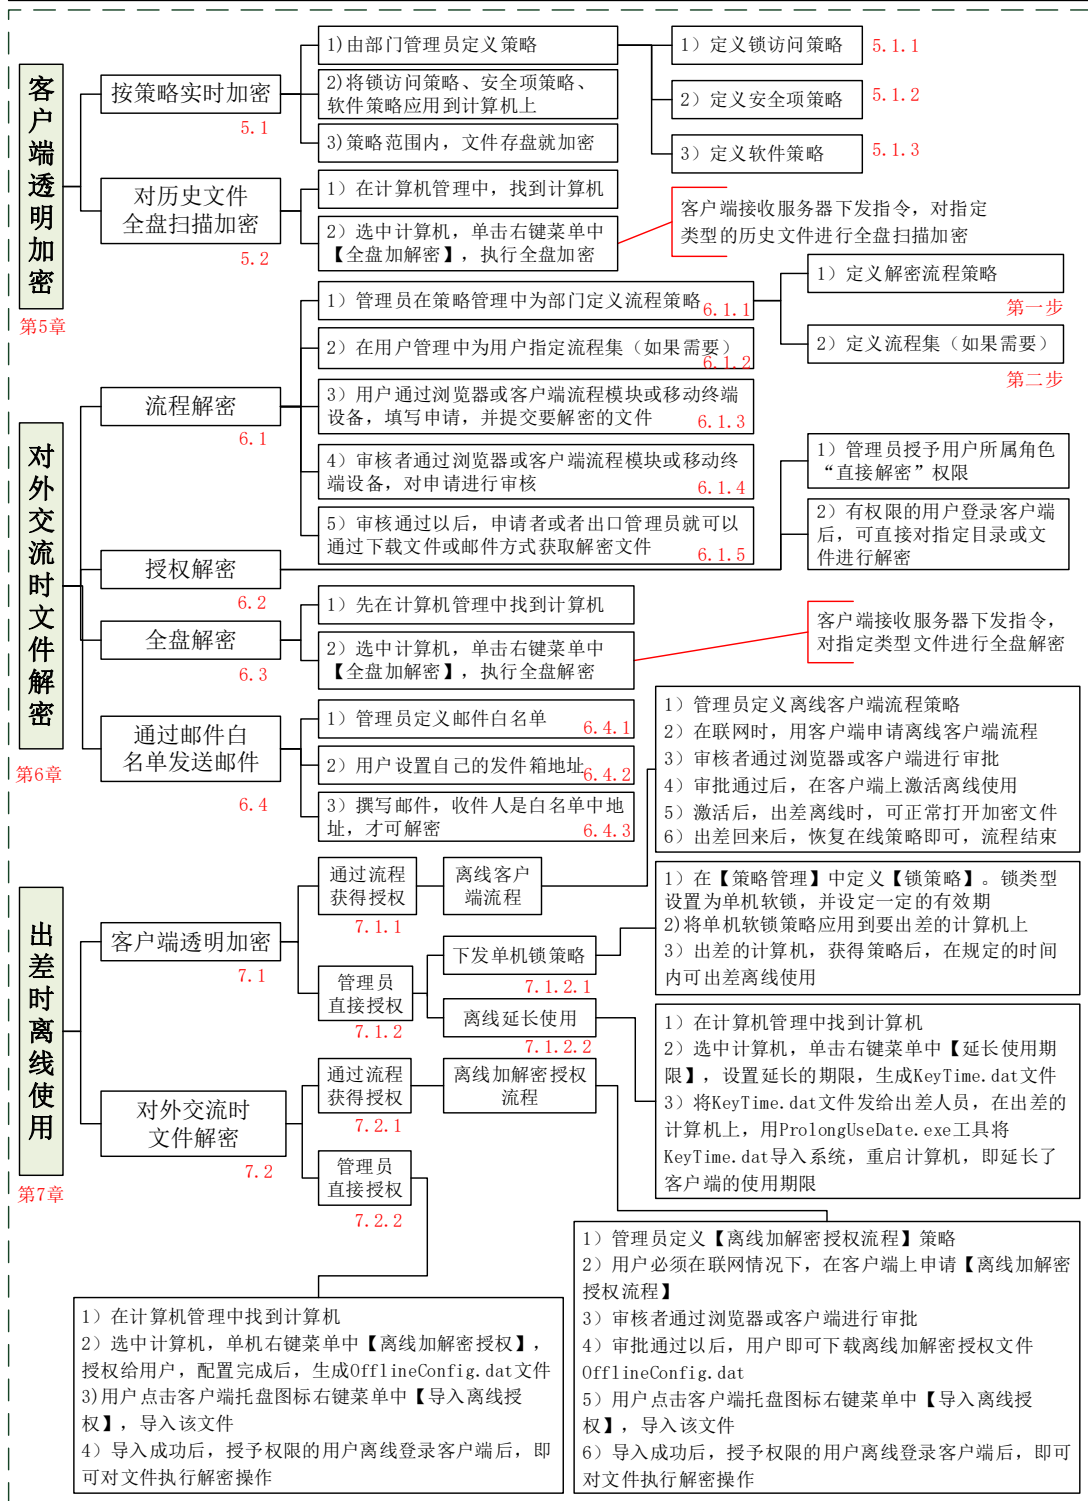 客户端透明加密
第5章
按策略实时加密
5.1
1)由部门管理员定义策略
2)将锁访问策略、安全项策略、
软件策略应用到计算机上
3)策略范围内，文件存盘就加密
1）定义锁访问策略
5.1.1
2）定义安全项策略
5.1.2
3）定义软件策略
5.1.3
对历史文件
全盘扫描加密
5.2
1）在计算机管理中，找到计算机
2）选中计算机，单击右键菜单中
【全盘加解密】，执行全盘加密
客户端接收服务器下发指令，对指定
类型的历史文件进行全盘扫描加密
对外交流时文件解密
第6章
流程解密
6.1
1）管理员在策略管理中为部门定义流程策略
6.1.1
1）定义解密流程策略
第一步
2）定义流程集（如果需要）
第二步
2）在用户管理中为用户指定流程集（如果需要）
6.1.2
3）用户通过浏览器或客户端流程模块或移动终端
设备，填写申请，并提交要解密的文件
6.1.3
4）审核者通过浏览器或客户端流程模块或移动终
端设备，对申请进行审核
6.1.4
5）审核通过以后，申请者或者出口管理员就可以
通过下载文件或邮件方式获取解密文件
6.1.5
授权解密
6.2
1）管理员授予用户所属角色
“直接解密”权限
2）有权限的用户登录客户端
后，可直接对指定目录或文
件进行解密
全盘解密
6.3
1）先在计算机管理中找到计算机
2）选中计算机，单击右键菜单中
【全盘加解密】，执行全盘解密
客户端接收服务器下发指令，
对指定类型文件进行全盘解密
通过邮件白
名单发送邮件
6.4
1）管理员定义邮件白名单
6.4.1
2）用户设置自己的发件箱地址
6.4.2
3）撰写邮件，收件人是白名单中地
址，才可解密
6.4.3
出差时离线使用
第7章
客户端透明加密
7.1
通过流程
获得授权
7.1.1
离线客户
端流程
1）管理员定义离线客户端流程策略
2）在联网时，用客户端申请离线客户端流程
3）审核者通过浏览器或客户端进行审批
4）审批通过后，在客户端上激活离线使用
5）激活后，出差离线时，可正常打开加密文件
6）出差回来后，恢复在线策略即可，流程结束
管理员
直接授权
7.1.2
下发单机锁策略
7.1.2.1
1）在【策略管理】中定义【锁策略】。锁类型
设置为单机软锁，并设定一定的有效期
2)将单机软锁策略应用到要出差的计算机上
3）出差的计算机，获得策略后，在规定的时间
内可出差离线使用
离线延长使用
7.1.2.2
1）在计算机管理中找到计算机
2）选中计算机，单击右键菜单中【延长使用期
限】，设置延长的期限，生成KeyTime.dat文件
3）将KeyTime.dat文件发给出差人员，在出差的
计算机上，用ProlongUseDate.exe工具将
KeyTime.dat导入系统，重启计算机，即延长了
客户端的使用期限
对外交流时
文件解密
7.2
通过流程
获得授权
7.2.1
离线加解密授权
流程
管理员
直接授权
7.2.2
1）管理员定义【离线加解密授权流程】策略
2）用户必须在联网情况下，在客户端上申请【离线加解密
授权流程】
3）审核者通过浏览器或客户端进行审批
4）审批通过以后，用户即可下载离线加解密授权文件
OfflineConfig.dat
5）用户点击客户端托盘图标右键菜单中【导入离线授
权】，导入该文件
6）导入成功后，授予权限的用户离线登录客户端后，即可
对文件执行解密操作
1）在计算机管理中找到计算机
2）选中计算机，单机右键菜单中【离线加解密授权】，
授权给用户，配置完成后，生成OfflineConfig.dat文件
3)用户点击客户端托盘图标右键菜单中【导入离线授
权】，导入该文件
4）导入成功后，授予权限的用户离线登录客户端后，即
可对文件执行解密操作